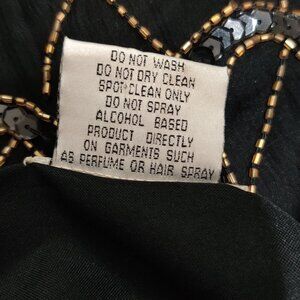 DO NOT WASH
DO NOT DRY CLEAN
SPOT CLEAN ONLY
DO NOT SPRAY
ALCOHOL BASED
PRODUCT DIRECTLY
ON GARMENTS SUCH
AS PERFUME OR HAIR SPRAY